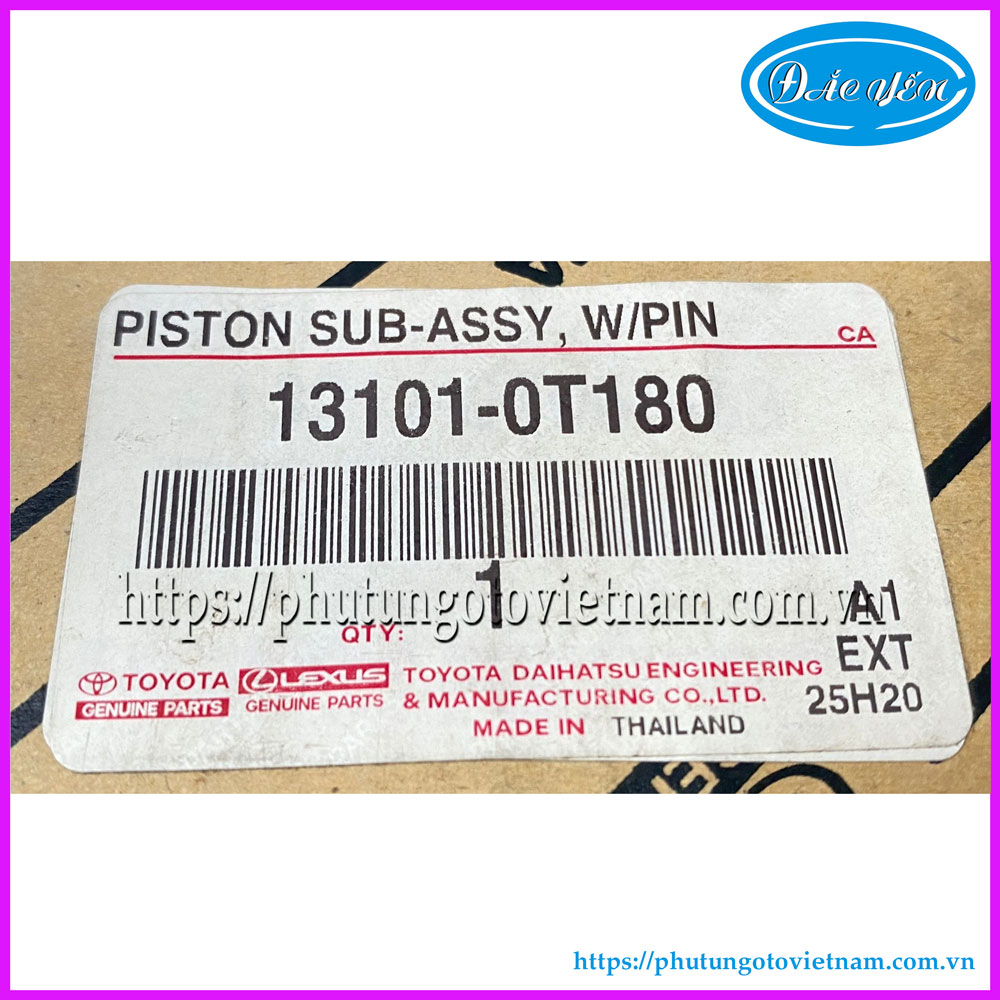 ĐẮC YẾN
PISTON SUB-ASSY, W/PIN
CA
13101-0T180
1
https://phutungotovietnam.com.vn
QTY:
A1
EXT
25H20
TOYOTA
GENUINE PARTS
LEXUS
GENUINE PARTS
TOYOTA DAIHATSU ENGINEERING
& MANUFACTURING CO.,LTD.
MADE IN THAILAND
https://phutungotovietnam.com.vn